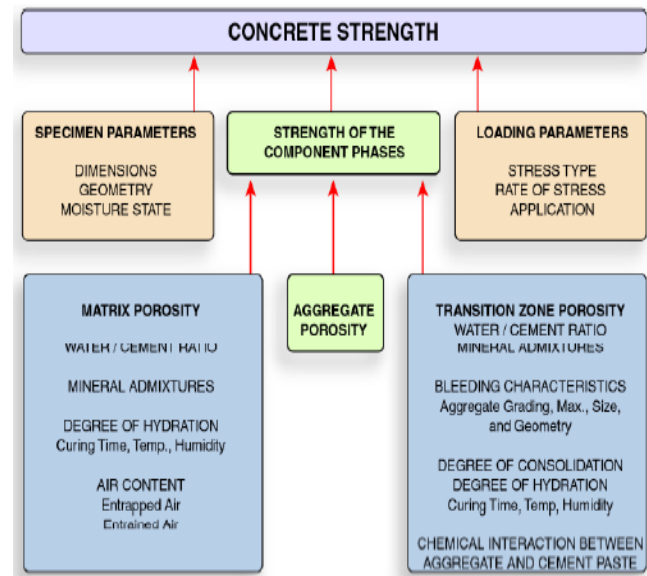 CONCRETE STRENGTH
SPECIMEN PARAMETERS
DIMENSIONS
GEOMETRY
MOISTURE STATE
STRENGTH OF THE
COMPONENT PHASES
LOADING PARAMETERS
STRESS TYPE
RATE OF STRESS
APPLICATION
MATRIX POROSITY
WATER / CEMENT RATIO
MINERAL ADMIXTURES
DEGREE OF HYDRATION
Curing Time, Temp., Humidity
AIR CONTENT
Entrapped Air
Entrained Air
AGGREGATE
POROSITY
TRANSITION ZONE POROSITY
WATER / CEMENT RATIO
MINERAL ADMIXTURES
BLEEDING CHARACTERISTICS
Aggregate Grading, Max., Size,
and Geometry
DEGREE OF CONSOLIDATION
DEGREE OF HYDRATION
Curing Time, Temp, Humidity
CHEMICAL INTERACTION BETWEEN
AGGREGATE AND CEMENT PASTE